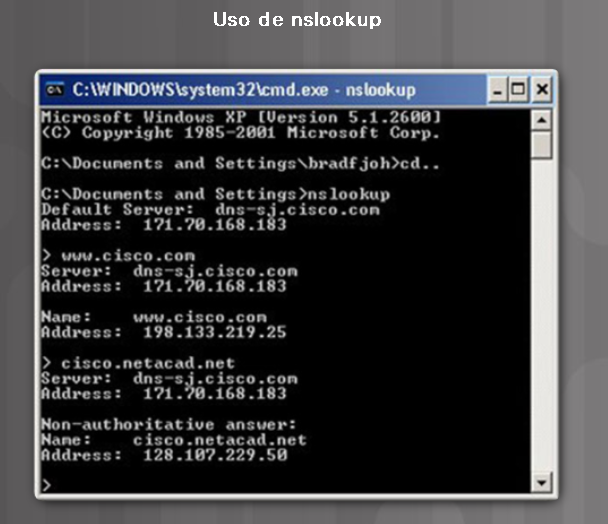 Uso de nslookup
C:\WINDOWS\system32\cmd.exe - nslookup
Microsoft Windows XP [Version 5.1.2600]
(C) Copyright 1985-2001 Microsoft Corp.
C:\Documents and Settings\bradfjoh>cd..
C:\Documents and Settings>nslookup
Default Server:  dns-sj.cisco.com
Address:  171.70.168.183
> www.cisco.com
Server:  dns-sj.cisco.com
Address:  171.70.168.183
Name:    www.cisco.com
Address:  198.133.219.25
> cisco.netacad.net
Server:  dns-sj.cisco.com
Address:  171.70.168.183
Non-authoritative answer:
Name:    cisco.netacad.net
Address:  128.107.229.50
>